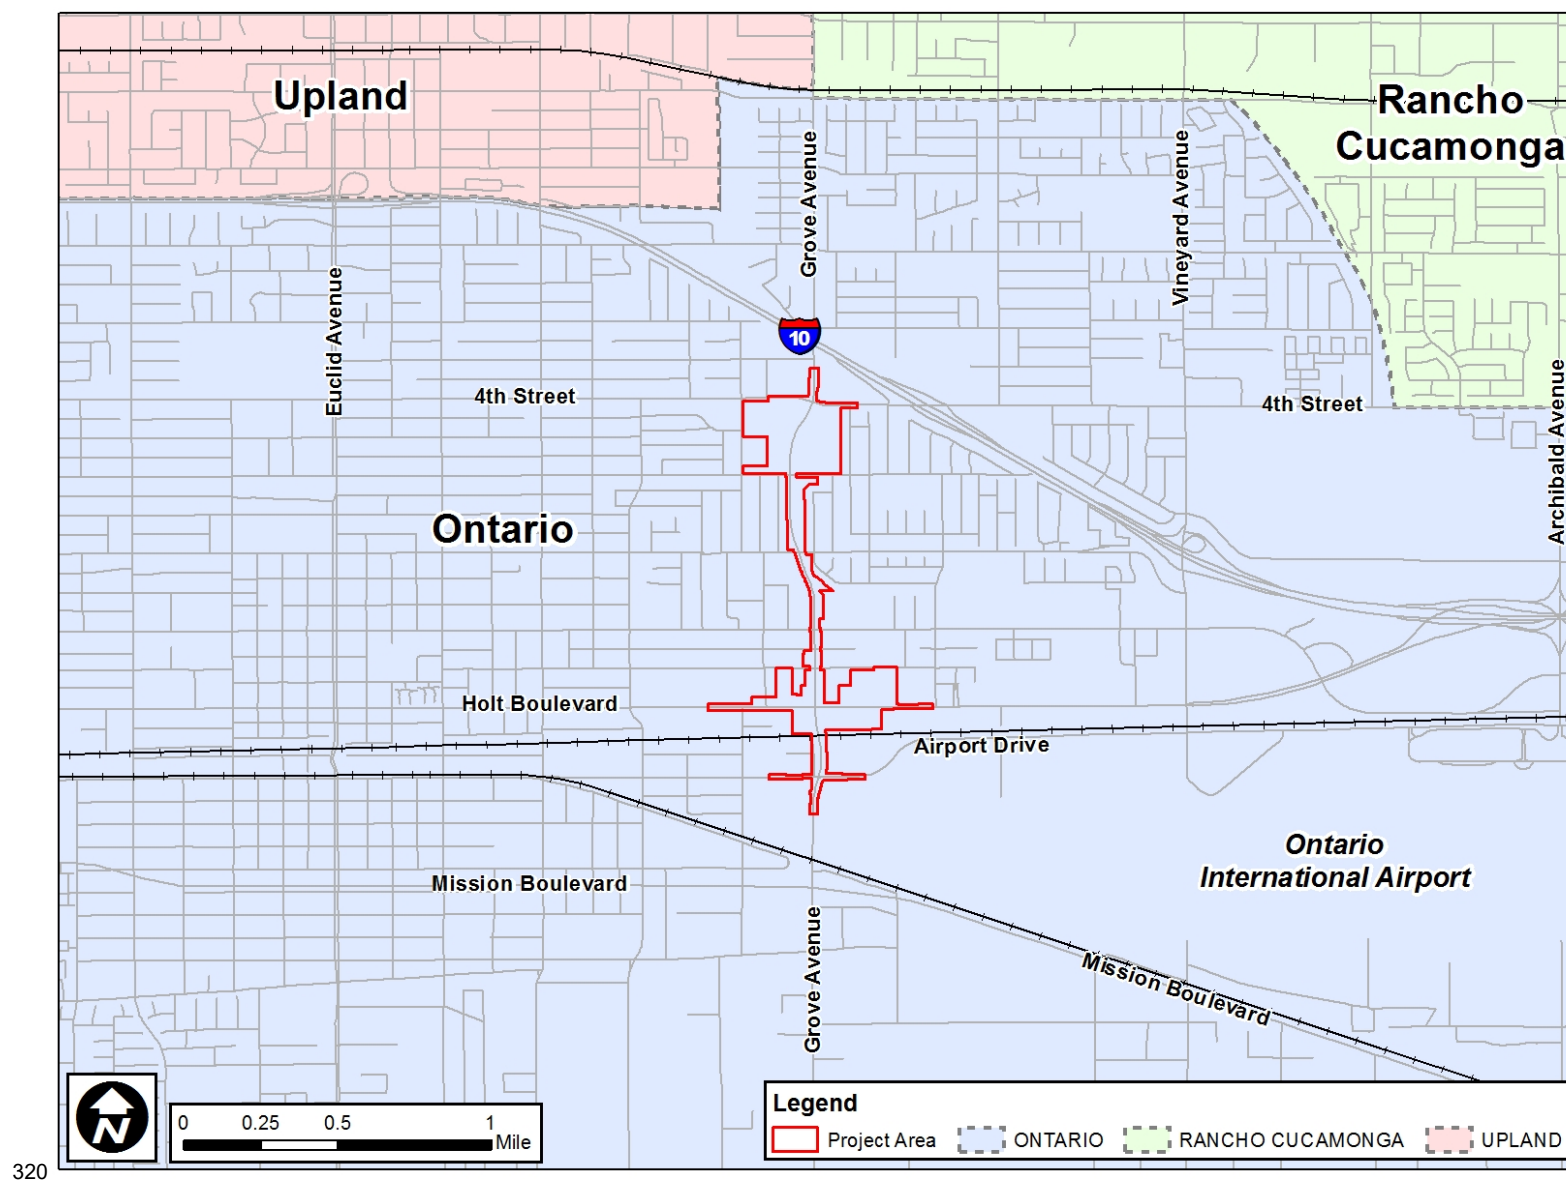 Upland
Rancho
Cucamonga
Grove Avenue
Vineyard Avenue
Euclid Avenue
10
4th Street
4th Street
Archibald Avenue
Ontario
Holt Boulevard
Airport Drive
Ontario
International Airport
Mission Boulevard
Grove Avenue
Mission Boulevard
N
0 0.25 0.5 1
Mile
Legend
Project Area ONTARIO RANCHO CUCAMONGA UPLAND
320